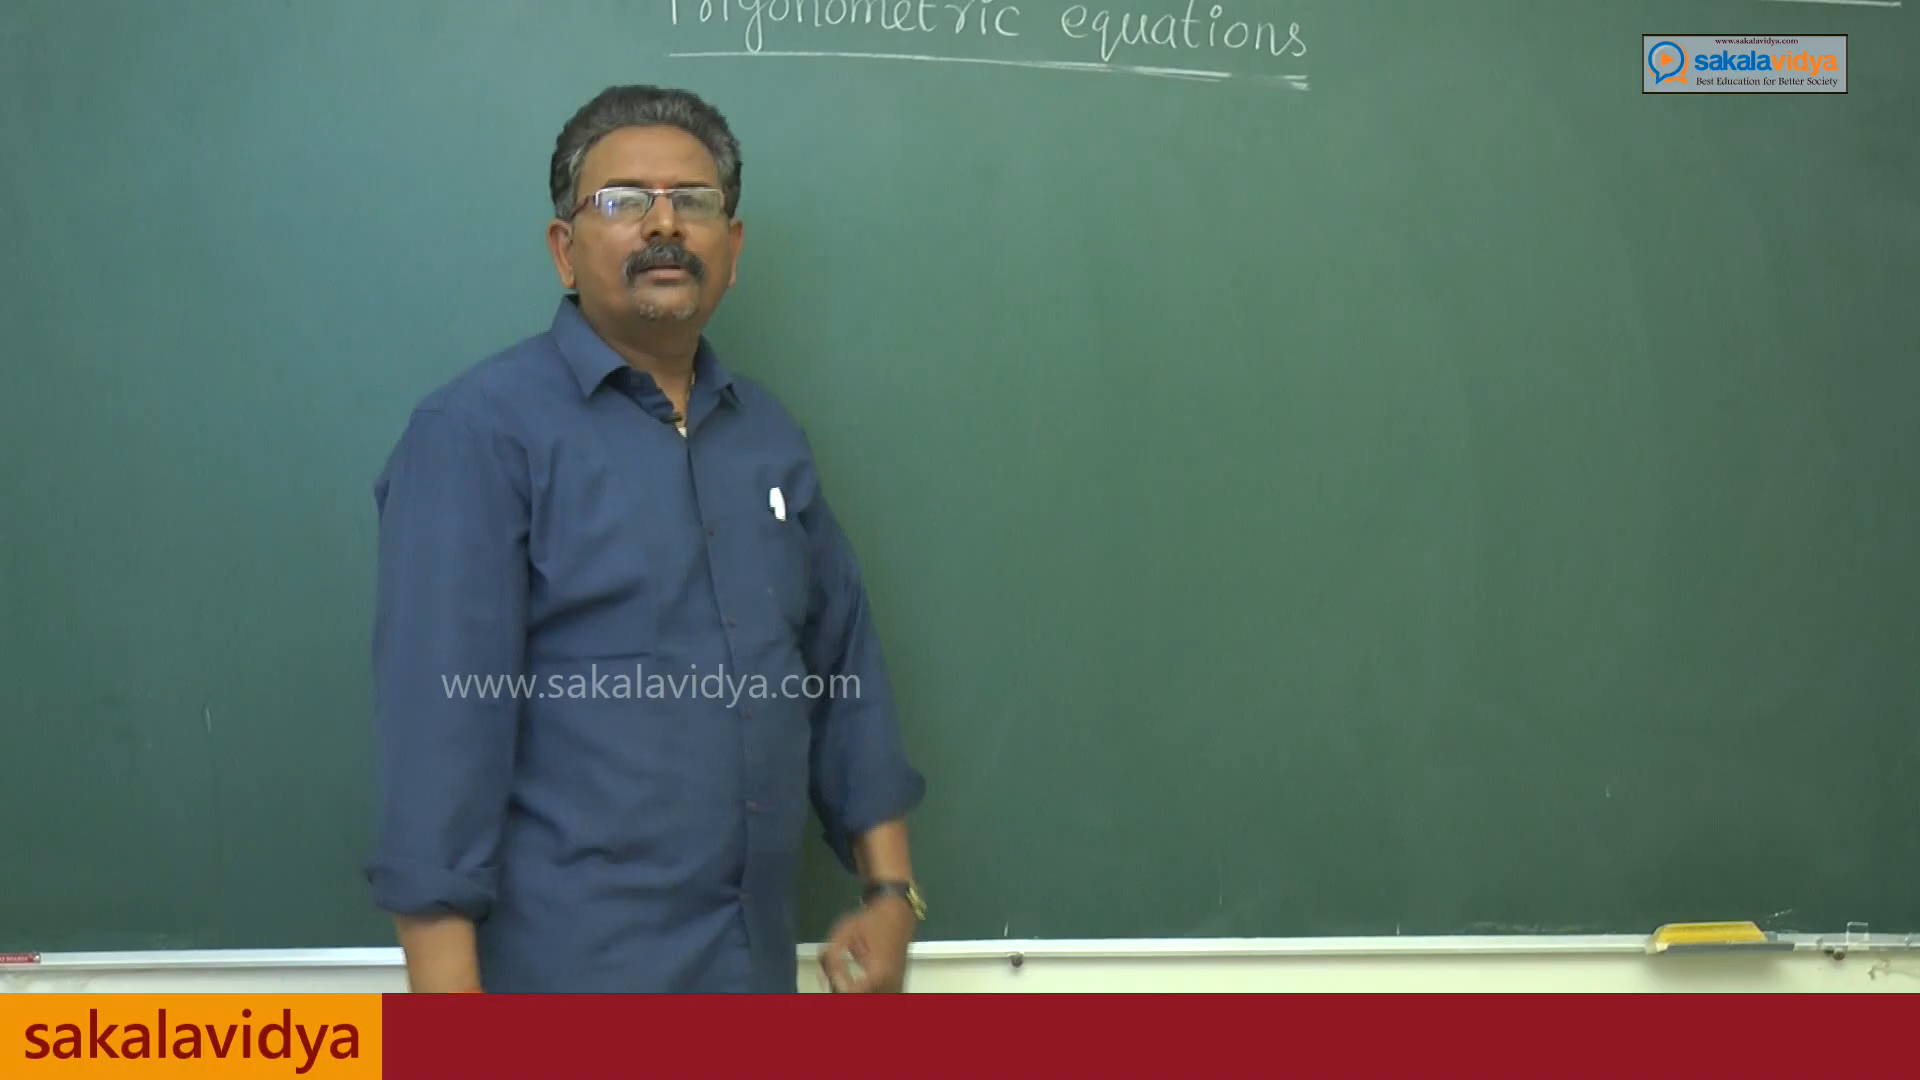 Trigonometric equations
www.sakalavidya.com
sakalavidya
Best Education for Better Society
www.sakalavidya.com
sakalavidya